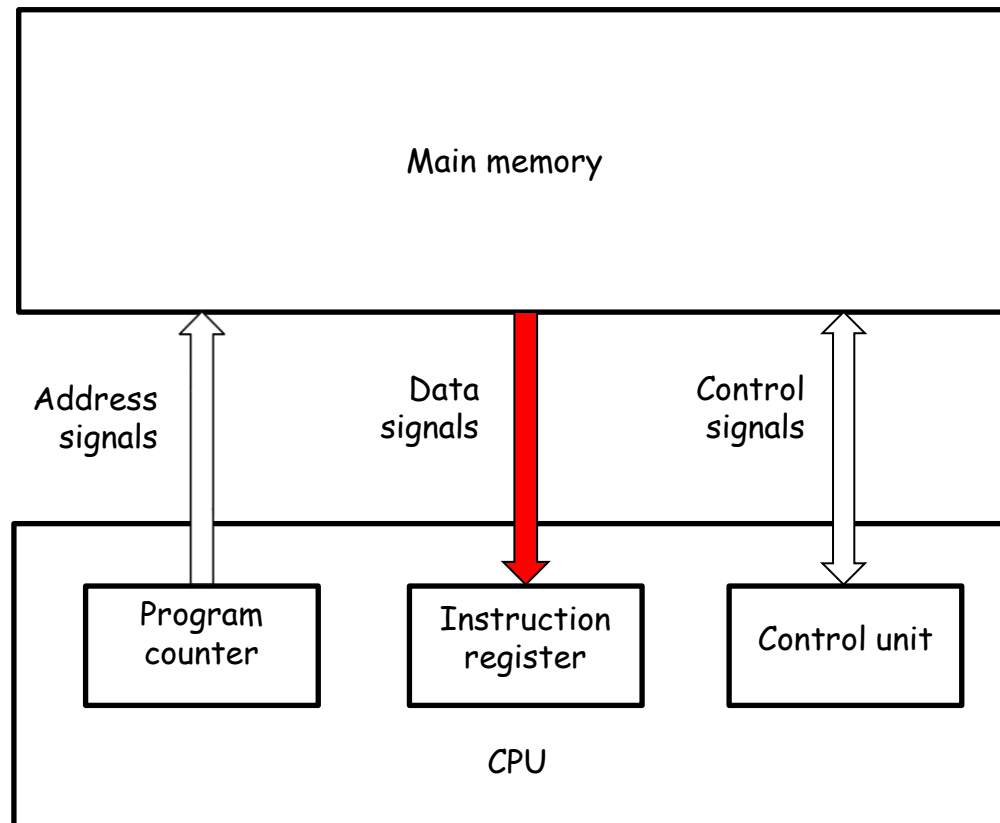 Main memory
Address
signals
Data
signals
Control
signals
Program
counter
Instruction
register
Control unit
CPU